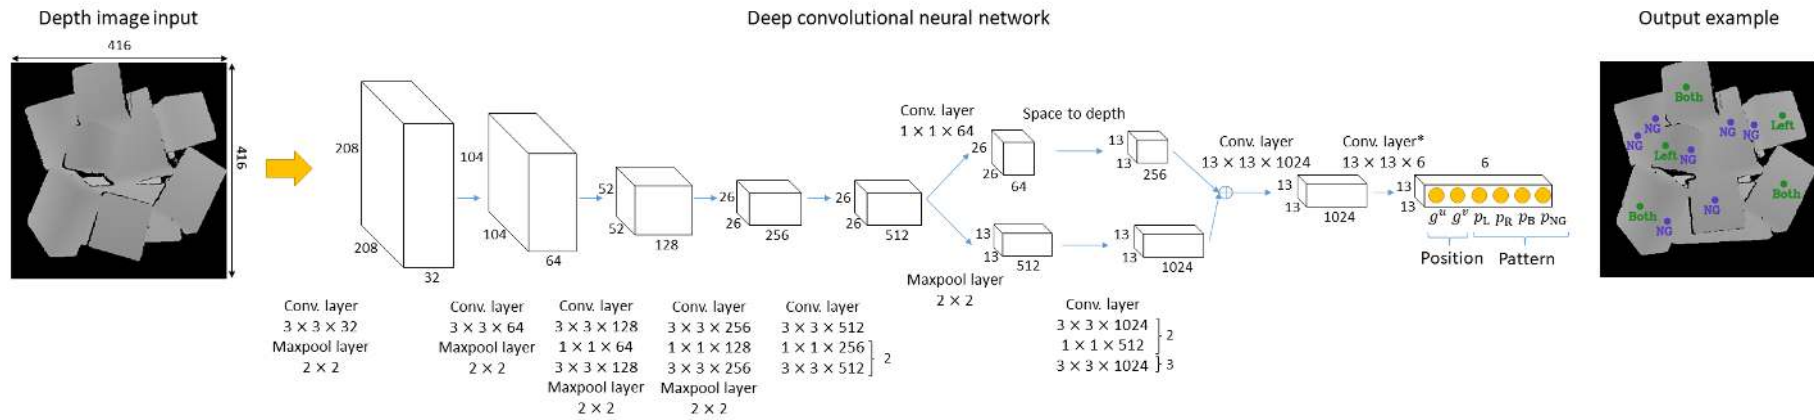 Depth image input
Deep convolutional neural network
Output example
416
416
208
208
32
104
104
64
52
52
128
26
26
256
26
26
512
Conv. layer
1 × 1 × 64
26
26
64
Space to depth
13
13
256
13
13
512
Maxpool layer
2 × 2
13
13
1024
Conv. layer
13 × 13 × 1024
13
13
1024
Conv. layer*
13 × 13 × 6
6
13
13
g^u g^v p_L p_R p_B p_NG
Position Pattern
Conv. layer
3 × 3 × 32
Maxpool layer
2 × 2
Conv. layer
3 × 3 × 64
Maxpool layer
2 × 2
Conv. layer
3 × 3 × 128
1 × 1 × 64
3 × 3 × 128
Maxpool layer
2 × 2
Conv. layer
3 × 3 × 256
1 × 1 × 128
3 × 3 × 256
Maxpool layer
2 × 2
Conv. layer
3 × 3 × 512
1 × 1 × 256
3 × 3 × 512
2
Conv. layer
3 × 3 × 1024
1 × 1 × 512
2
3 × 3 × 1024
3
Both
Left
NG
NG
NG
NG
Left
NG
Both
Both
NG
NG